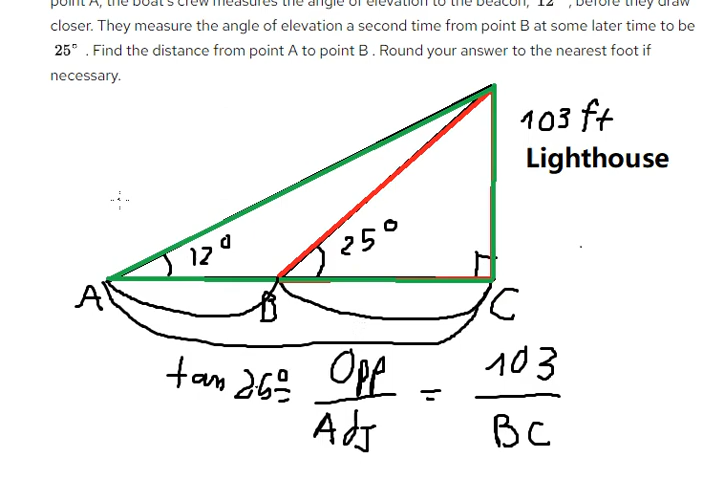 point A, the boat's crew measures the angle of elevation to the beacon, 12°, before they draw
closer. They measure the angle of elevation a second time from point B at some later time to be
25° . Find the distance from point A to point B . Round your answer to the nearest foot if
necessary.
103 ft
Lighthouse
12°
25°
A
B
C
tan 25° = Opp / Adj = 103 / BC